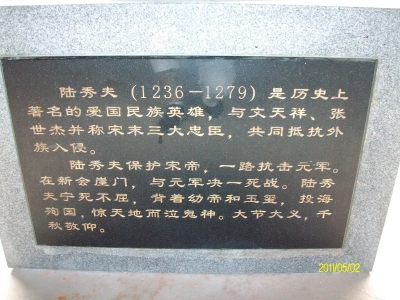 陆秀夫（1236－1279）是历史上
著名的爱国民族英雄，与文天祥、张
世杰并称宋末三大忠臣，共同抵抗外
族入侵。
陆秀夫保护宋帝，一路抗击元军。
在新会崖门，与元军决一死战。陆秀
夫宁死不屈，背着幼帝和玉玺，投海
殉国，惊天地而泣鬼神。大节大义，千
秋敬仰。
2011/05/02